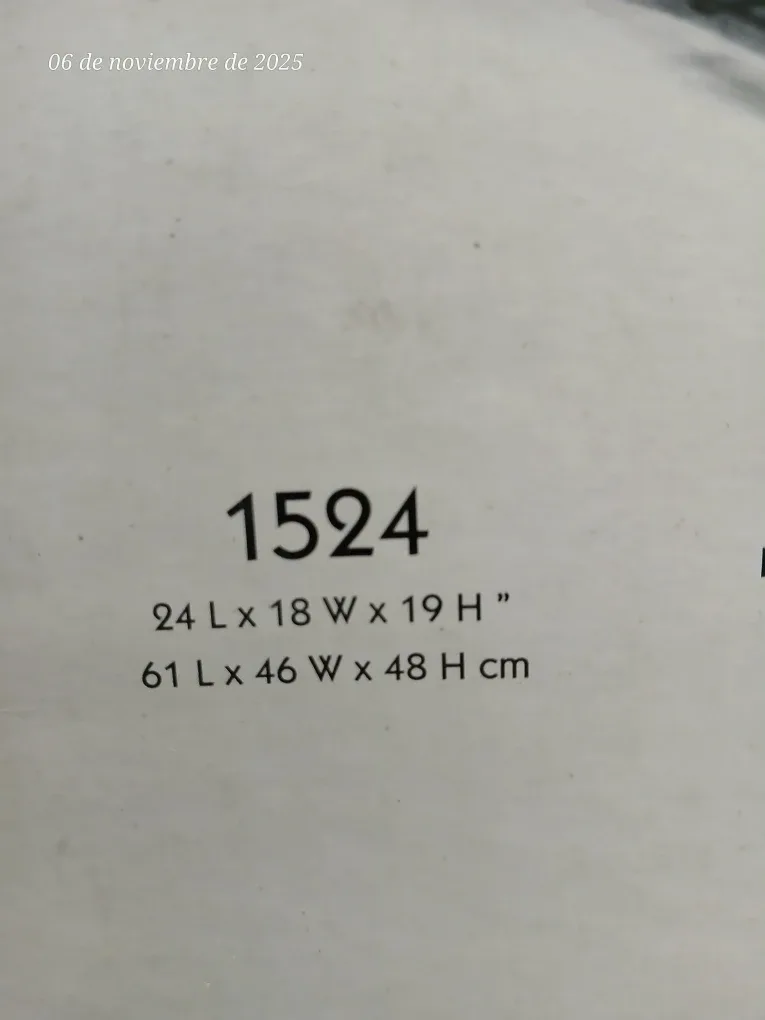 06 de noviembre de 2025
1524
24 L x 18 W x 19 H ”
61 L x 46 W x 48 H cm